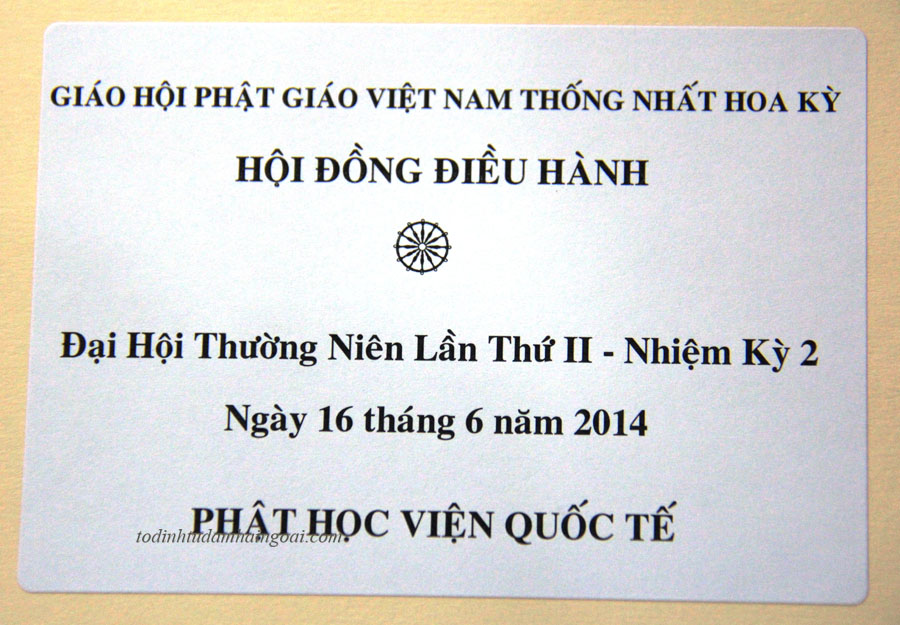 GIÁO HỘI PHẬT GIÁO VIỆT NAM THỐNG NHẤT HOA KỲ
HỘI ĐỒNG ĐIỀU HÀNH
Đại Hội Thường Niên Lần Thứ II - Nhiệm Kỳ 2
Ngày 16 tháng 6 năm 2014
PHẬT HỌC VIỆN QUỐC TẾ